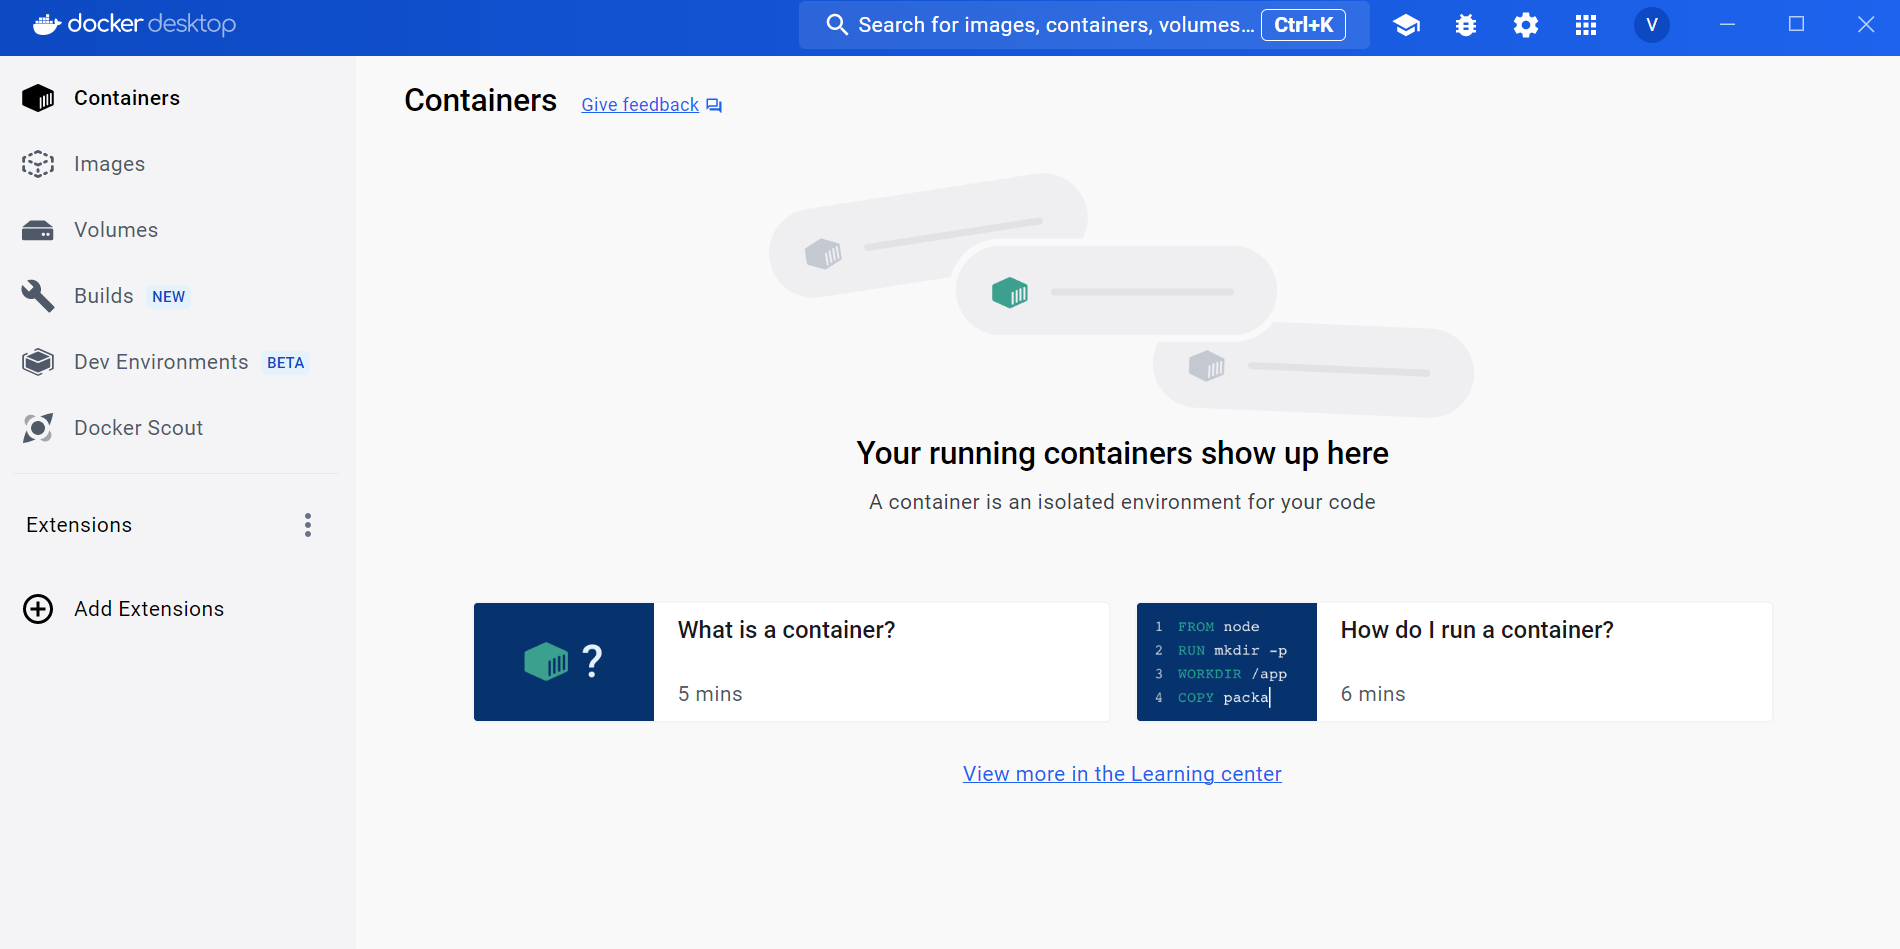 docker desktop
Search for images, containers, volumes... Ctrl+K
V
Containers
Images
Volumes
Builds NEW
Dev Environments BETA
Docker Scout
Extensions
Add Extensions
Containers Give feedback
Your running containers show up here
A container is an isolated environment for your code
?
What is a container?
5 mins
1 FROM node
2 RUN mkdir -p
3 WORKDIR /app
4 COPY packa
How do I run a container?
6 mins
View more in the Learning center